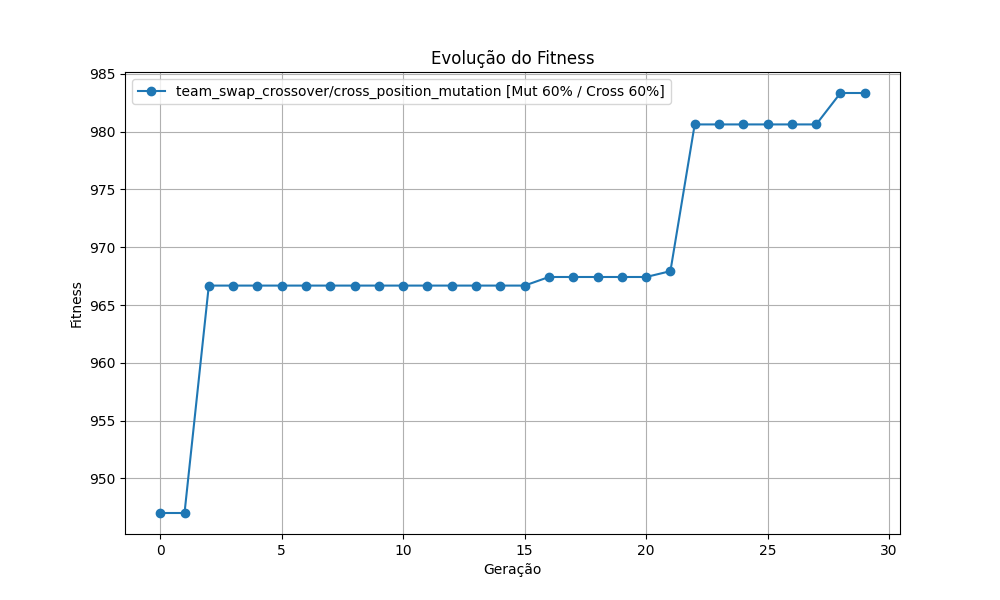 Evolução do Fitness
team_swap_crossover/cross_position_mutation [Mut 60% / Cross 60%]
Fitness
985
980
975
970
965
960
955
950
0 5 10 15 20 25 30
Geração